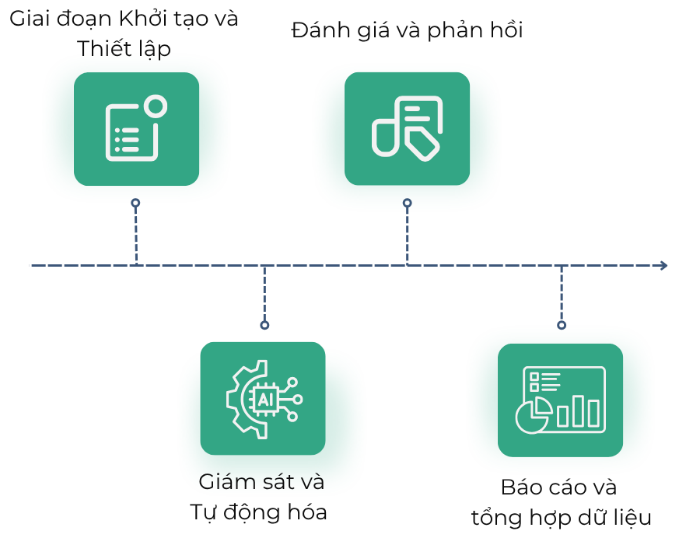 Giai đoạn Khởi tạo và
Thiết lập
Đánh giá và phản hồi
AI
Giám sát và
Tự động hóa
Báo cáo và
tổng hợp dữ liệu